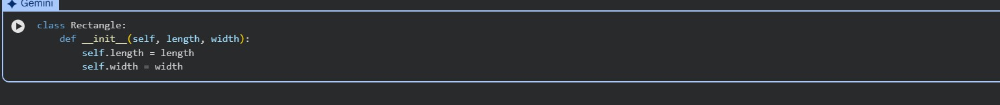 Gemini
class Rectangle:
    def __init__(self, length, width):
        self.length = length
        self.width = width